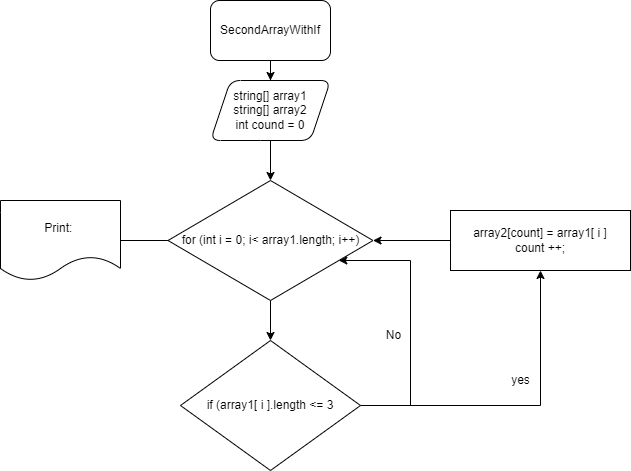 SecondArrayWithIf
string[] array1
string[] array2
int cound = 0
Print:
for (int i = 0; i< array1.length; i++)
array2[count] = array1[ i ]
count ++;
No
yes
if (array1[ i ].length <= 3